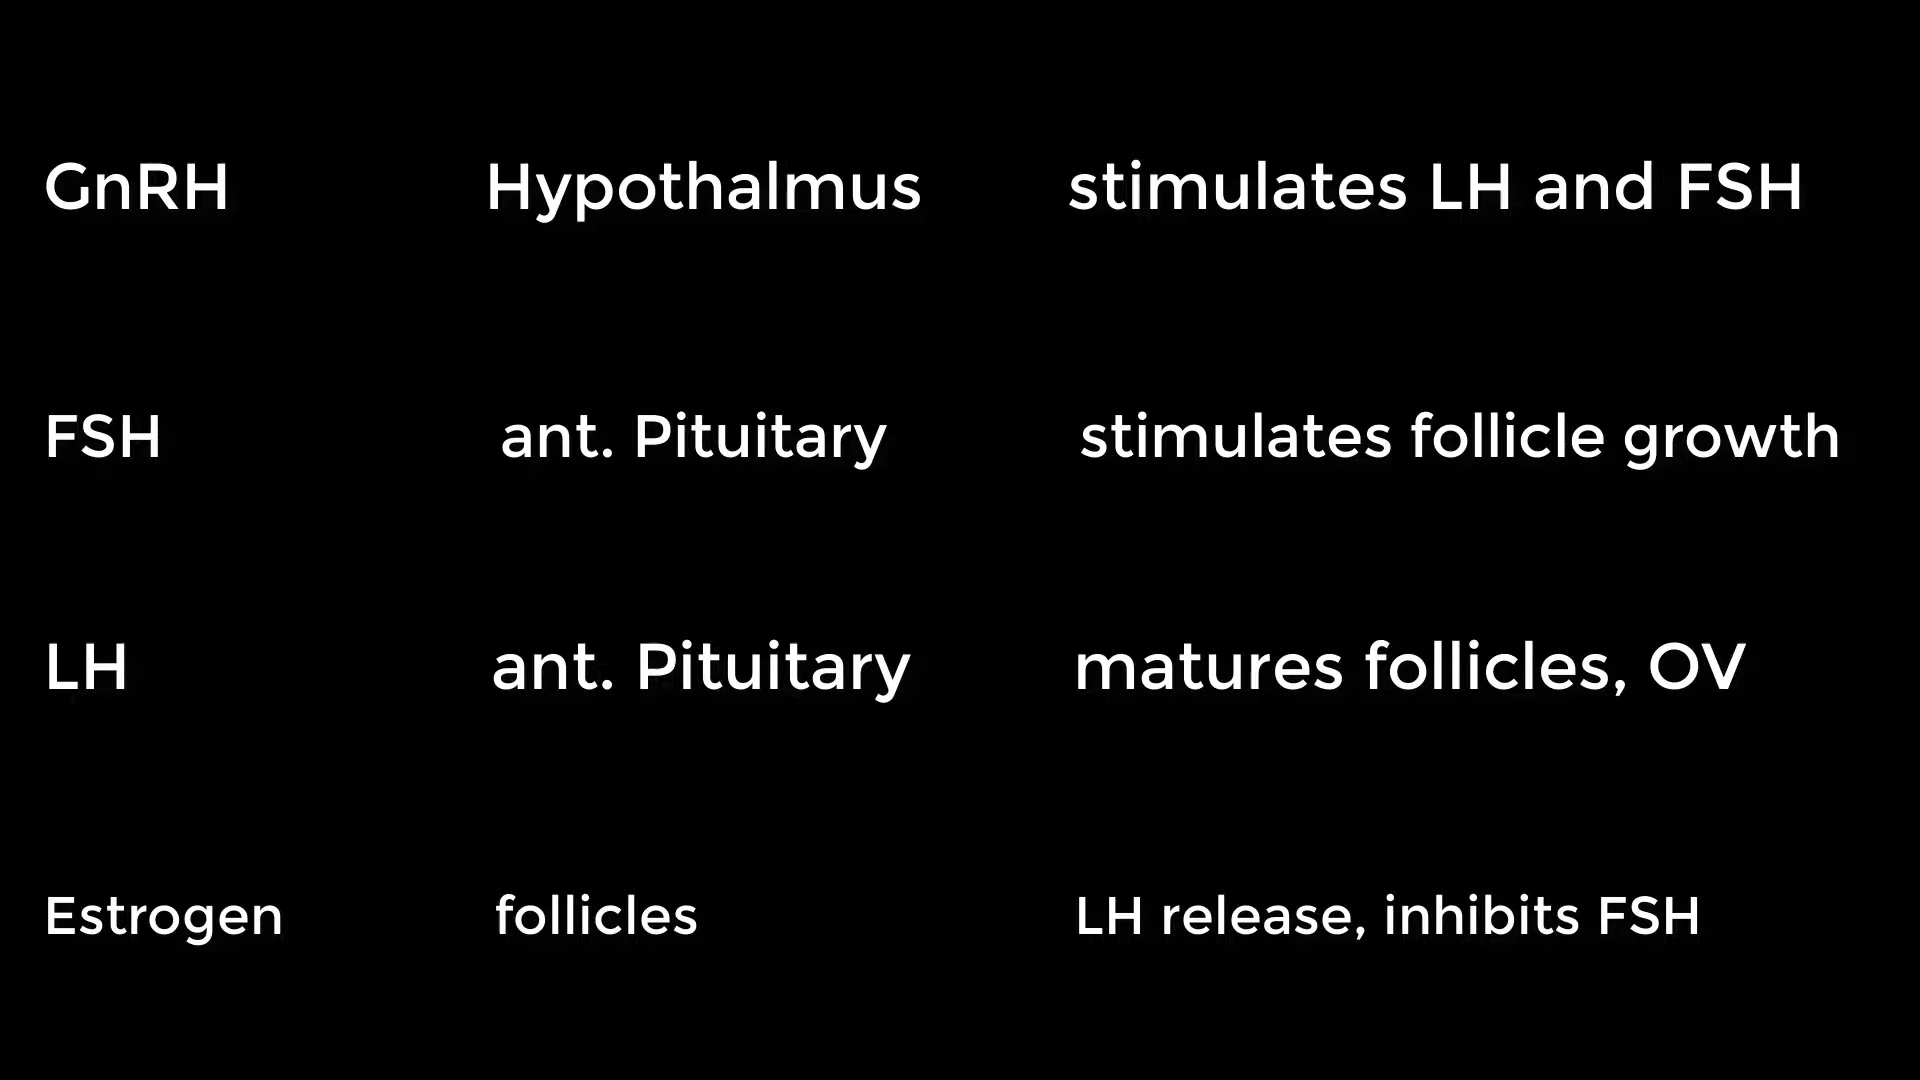 GnRH Hypothalmus stimulates LH and FSH
FSH ant. Pituitary stimulates follicle growth
LH ant. Pituitary matures follicles, OV
Estrogen follicles LH release, inhibits FSH